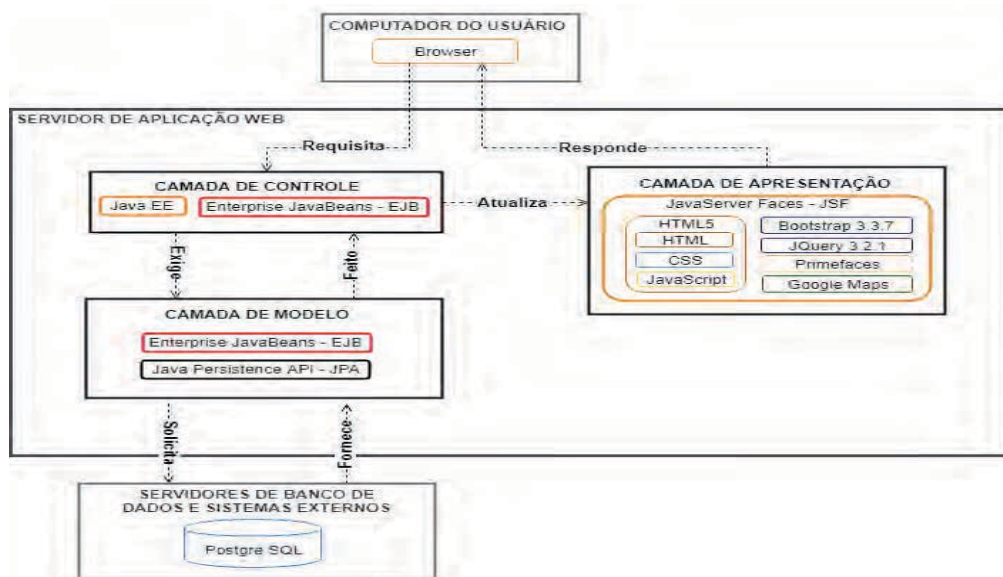 COMPUTADOR DO USUÁRIO
Browser
SERVIDOR DE APLICAÇÃO WEB
Requisita
Responde
CAMADA DE CONTROLE
Java EE
Enterprise JavaBeans - EJB
Atualiza
CAMADA DE APRESENTAÇÃO
JavaServer Faces - JSF
HTML5
HTML
CSS
JavaScript
Bootstrap 3.3.7
JQuery 3.2.1
Primefaces
Google Maps
Exige
Feito
CAMADA DE MODELO
Enterprise JavaBeans - EJB
Java Persistence API - JPA
Solicita
Fornece
SERVIDORES DE BANCO DE
DADOS E SISTEMAS EXTERNOS
Postgre SQL